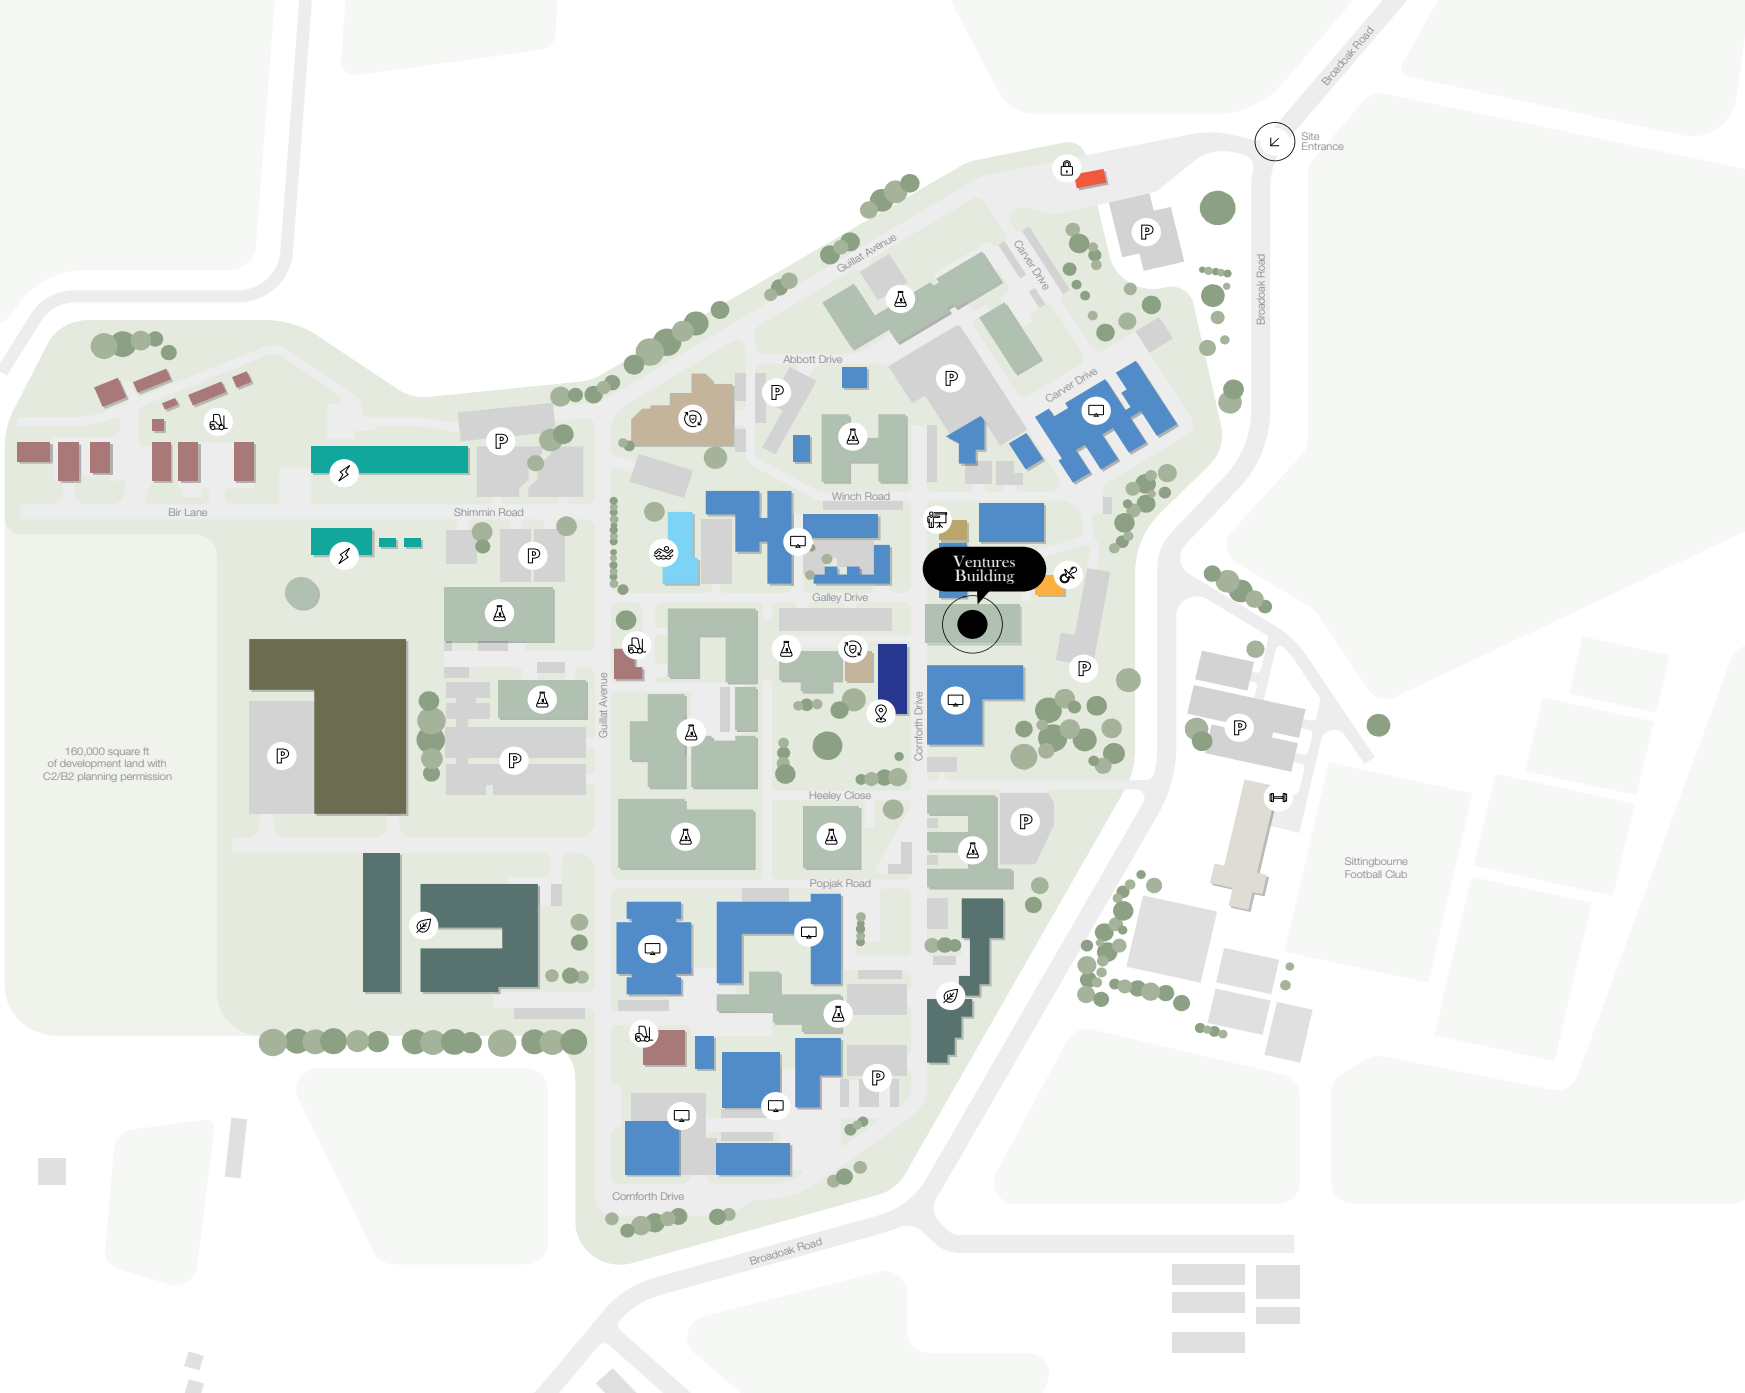 Broadoak Road
Site
Entrance
Guillat Avenue
Carver Drive
Broadoak Road
Abbott Drive
Carver Drive
P
P
P
P
Winch Road
Bir Lane
Shimmin Road
P
Ventures
Building
Galley Drive
P
Guillat Avenue
Cornforth Drive
P
160,000 square ft
of development land with
C2/B2 planning permission
P
P
Heeley Close
P
Sittingbourne
Football Club
Popjak Road
P
Cornforth Drive
Broadoak Road